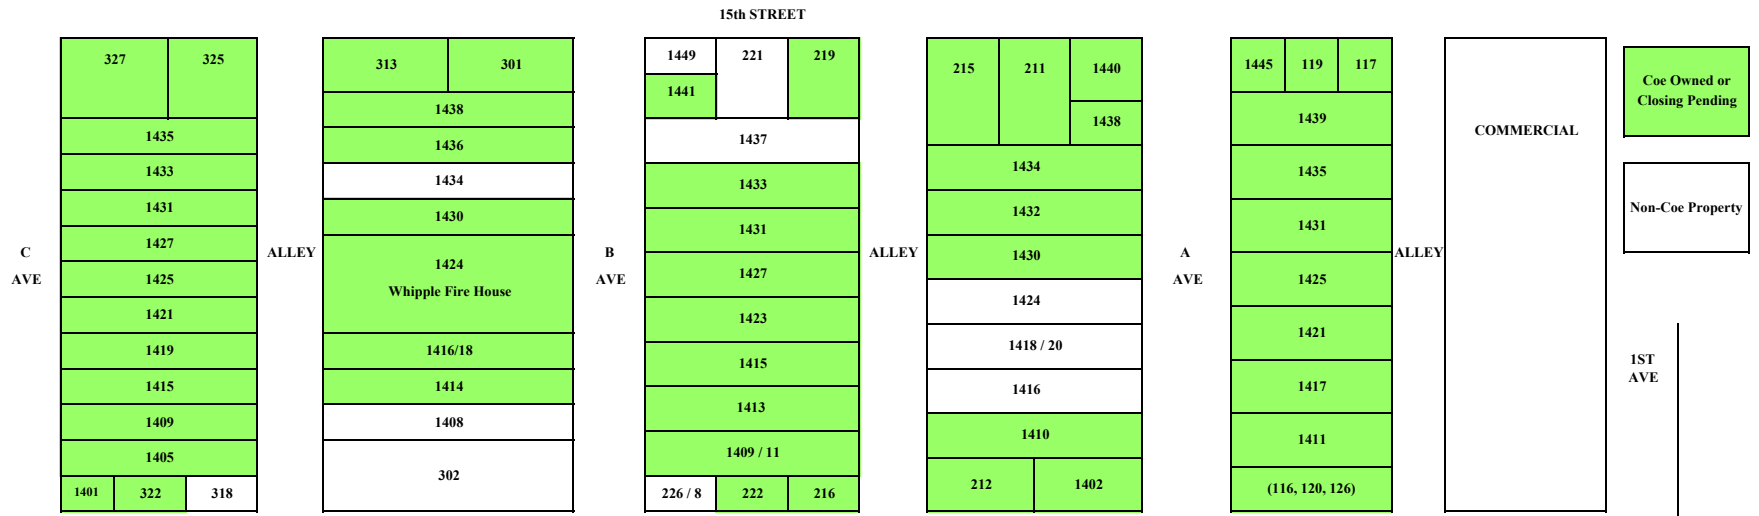 15th STREET
327
325
1435
1433
1431
1427
1425
1421
1419
1415
1409
1405
1401
322
318
C
AVE
ALLEY
313
301
1438
1436
1434
1430
1424
Whipple Fire House
1416/18
1414
1408
302
B
AVE
1449
221
219
1441
1437
1433
1431
1427
1423
1415
1413
1409 / 11
226 / 8
222
216
ALLEY
215
211
1440
1438
1434
1432
1430
1424
1418 / 20
1416
1410
212
1402
A
AVE
1445
119
117
1439
1435
1431
1425
1421
1417
1411
(116, 120, 126)
ALLEY
COMMERCIAL
1ST
AVE
Coe Owned or
Closing Pending
Non-Coe Property